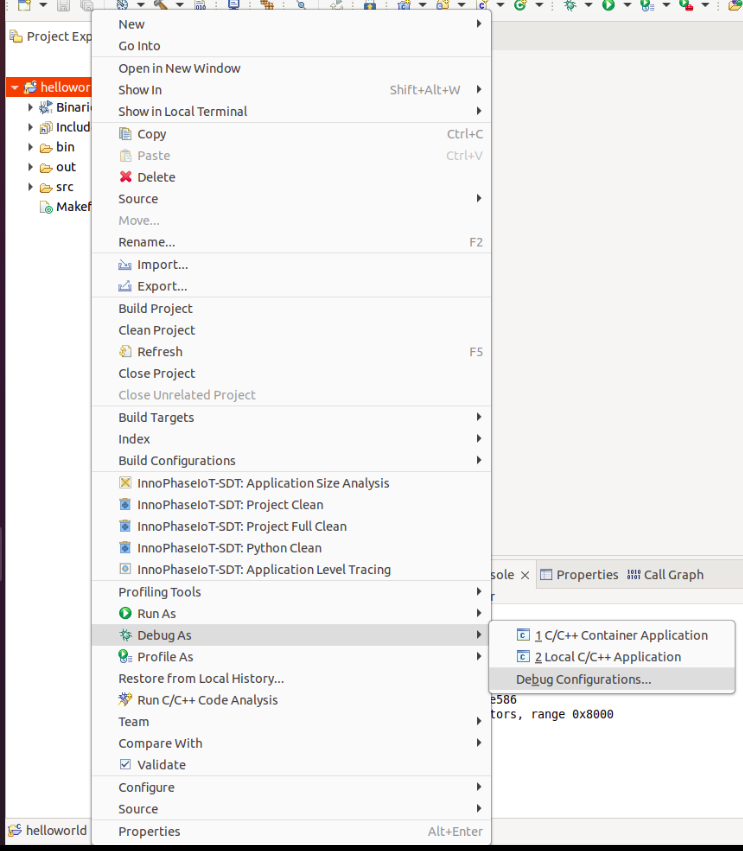 Project Exp
hellowor
Binari
Includ
bin
out
src
Makef
New
Go Into
Open in New Window
Show In Shift+Alt+W
Show in Local Terminal
Copy Ctrl+C
Paste Ctrl+V
Delete
Source
Move...
Rename... F2
Import...
Export...
Build Project
Clean Project
Refresh F5
Close Project
Close Unrelated Project
Build Targets
Index
Build Configurations
InnoPhaseIoT-SDT: Application Size Analysis
InnoPhaseIoT-SDT: Project Clean
InnoPhaseIoT-SDT: Project Full Clean
InnoPhaseIoT-SDT: Python Clean
InnoPhaseIoT-SDT: Application Level Tracing
Profiling Tools
Run As
Debug As
Profile As
Restore from Local History...
Run C/C++ Code Analysis
Team
Compare With
Validate
Configure
Source
Properties Alt+Enter
sole Properties Call Graph
r
1 C/C++ Container Application
2 Local C/C++ Application
Debug Configurations...
e586
tors, range 0x8000
helloworld